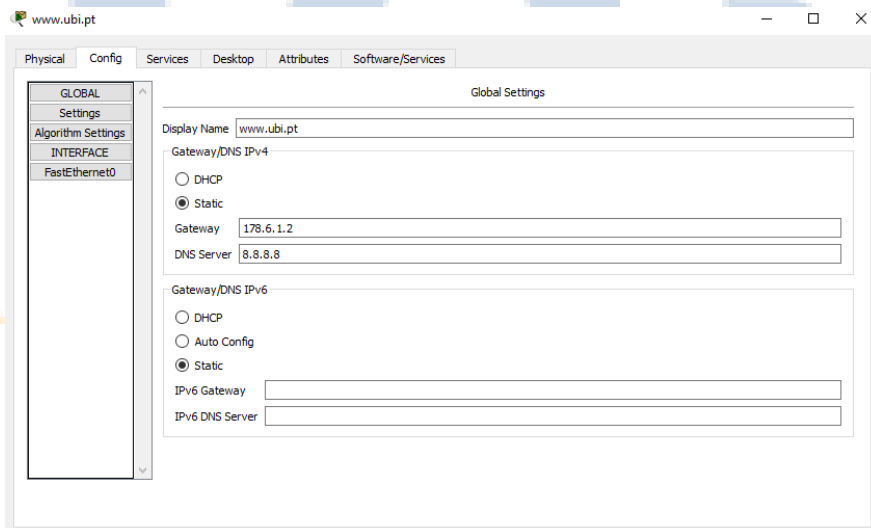 www.ubi.pt
Physical Config Services Desktop Attributes Software/Services
GLOBAL
Settings
Algorithm Settings
INTERFACE
FastEthernet0
Global Settings
Display Name www.ubi.pt
Gateway/DNS IPv4
DHCP
Static
Gateway 178.6.1.2
DNS Server 8.8.8.8
Gateway/DNS IPv6
DHCP
Auto Config
Static
IPv6 Gateway
IPv6 DNS Server